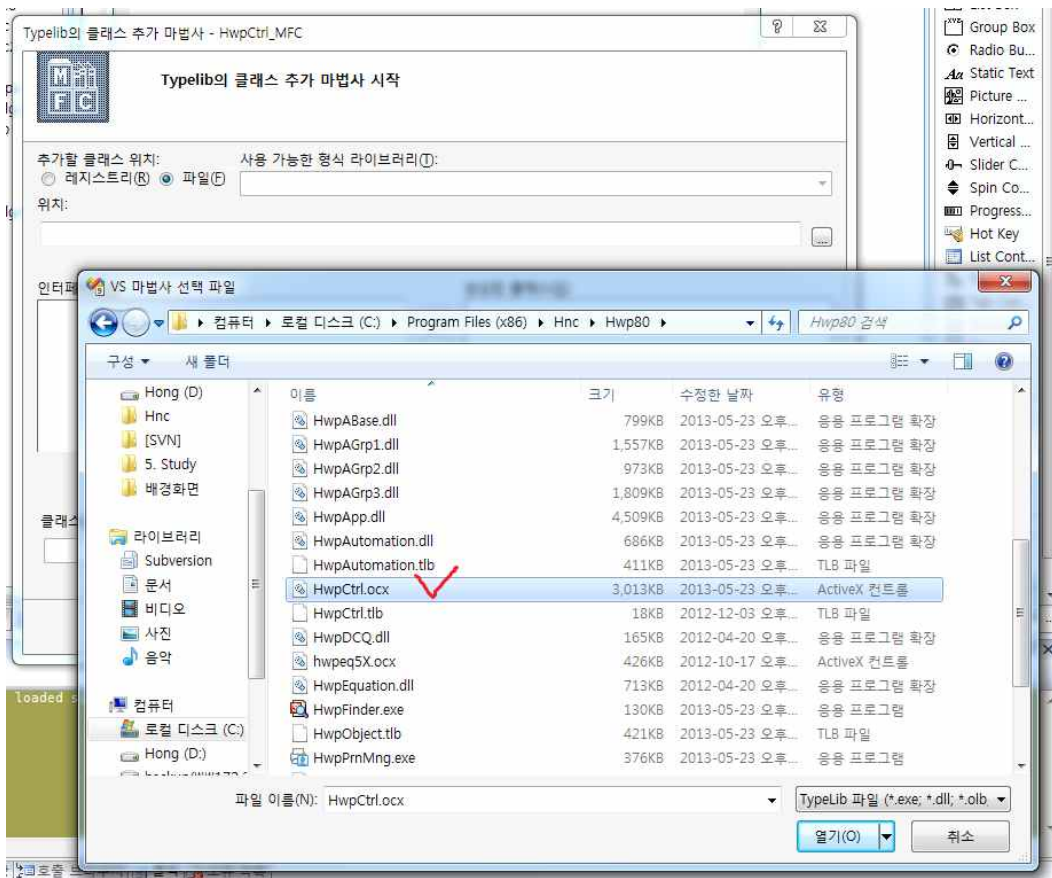 Typelib의 클래스 추가 마법사 - HwpCtrl_MFC
MFC
Typelib의 클래스 추가 마법사 시작
추가할 클래스 위치:
사용 가능한 형식 라이브러리(T):
레지스트리(R)
파일(F)
위치:
...
Group Box
Radio Bu...
Static Text
Picture ...
Horizont...
Vertical ...
Slider C...
Spin Co...
Progress...
Hot Key
List Cont...
VS 마법사 선택 파일
컴퓨터 ▸ 로컬 디스크 (C:) ▸ Program Files (x86) ▸ Hnc ▸ Hwp80 ▸
Hwp80 검색
구성
새 폴더
Hong (D)
Hnc
[SVN]
5. Study
배경화면
라이브러리
Subversion
문서
비디오
사진
음악
컴퓨터
로컬 디스크 (C:)
Hong (D:)
이름 크기 수정한 날짜 유형
HwpABase.dll 799KB 2013-05-23 오후... 응용 프로그램 확장
HwpAGrp1.dll 1,557KB 2013-05-23 오후... 응용 프로그램 확장
HwpAGrp2.dll 973KB 2013-05-23 오후... 응용 프로그램 확장
HwpAGrp3.dll 1,809KB 2013-05-23 오후... 응용 프로그램 확장
HwpApp.dll 4,509KB 2013-05-23 오후... 응용 프로그램 확장
HwpAutomation.dll 686KB 2013-05-23 오후... 응용 프로그램 확장
HwpAutomation.tlb 411KB 2013-05-23 오후... TLB 파일
HwpCtrl.ocx 3,013KB 2013-05-23 오후... ActiveX 컨트롤
HwpCtrl.tlb 18KB 2012-12-03 오후... TLB 파일
HwpDCQ.dll 165KB 2012-04-20 오후... 응용 프로그램 확장
hwpeq5X.ocx 426KB 2012-10-17 오후... ActiveX 컨트롤
HwpEquation.dll 713KB 2012-04-20 오후... 응용 프로그램 확장
HwpFinder.exe 130KB 2013-05-23 오후... 응용 프로그램
HwpObject.tlb 421KB 2013-05-23 오후... TLB 파일
HwpPrnMng.exe 376KB 2013-05-23 오후... 응용 프로그램
파일 이름(N): HwpCtrl.ocx
TypeLib 파일 (*.exe; *.dll; *.olb,
열기(O)
취소
loaded s